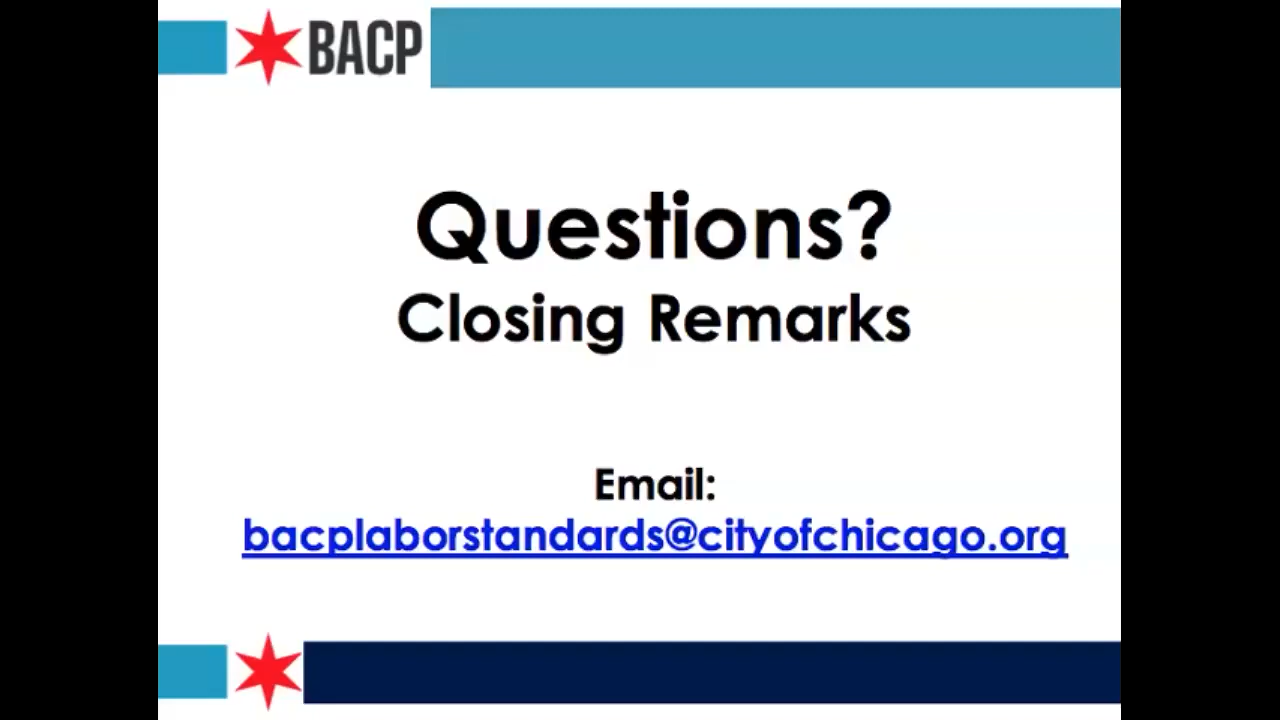 BACP
Questions?
Closing Remarks
Email:
bacplaborstandards@cityofchicago.org